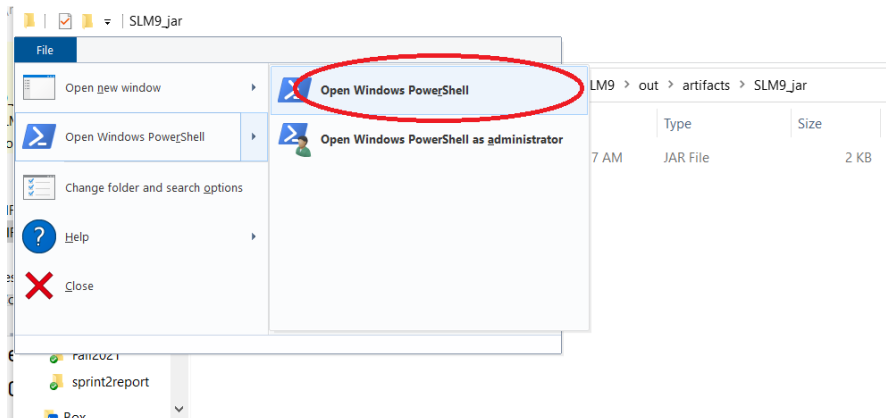 SLM9_jar
File
Open new window
Open Windows PowerShell
Change folder and search options
Help
Close
Open Windows PowerShell
Open Windows PowerShell as administrator
LM9 > out > artifacts > SLM9_jar
Type Size
7 AM JAR File 2 KB
Fall2021
sprint2report
Box